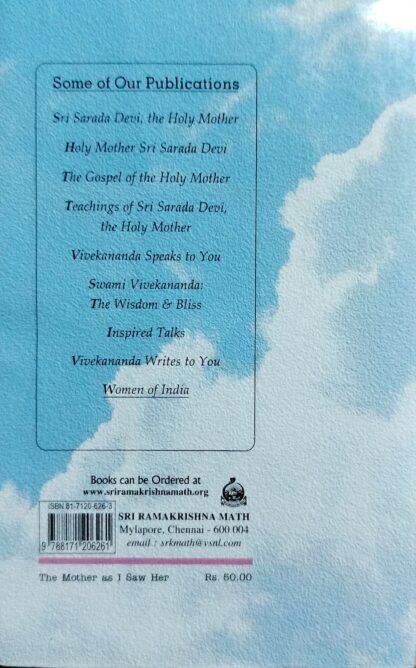 Some of Our Publications
Sri Sarada Devi, the Holy Mother
Holy Mother Sri Sarada Devi
The Gospel of the Holy Mother
Teachings of Sri Sarada Devi,
the Holy Mother
Vivekananda Speaks to You
Swami Vivekananda:
The Wisdom & Bliss
Inspired Talks
Vivekananda Writes to You
Women of India
Books can be Ordered at
www.sriramakrishnamath.org
ISBN 81-7120-626-3
9 788171 206261
SRI RAMAKRISHNA MATH
Mylapore, Chennai - 600 004
email : srkmath@vsnl.com
The Mother as I Saw Her Rs. 50.00